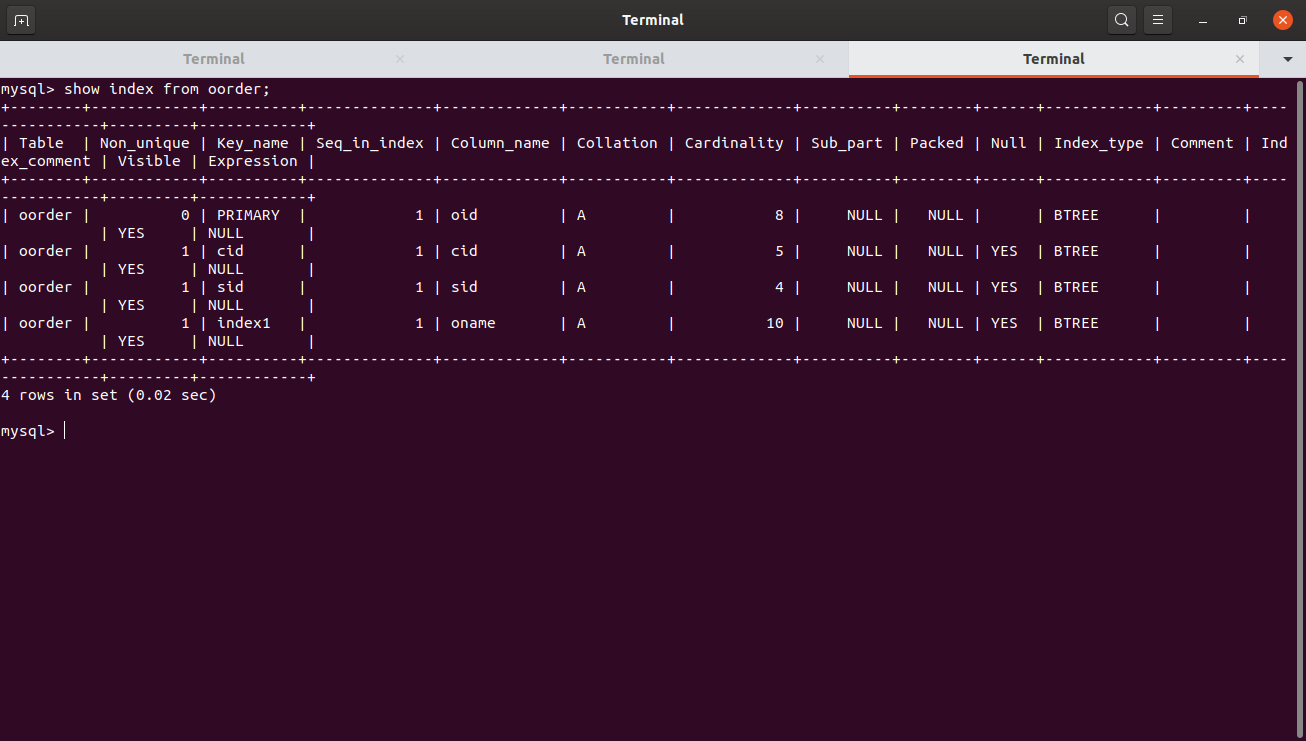 Terminal
Terminal Terminal Terminal
mysql> show index from oorder;
+--------+------------+----------+--------------+-------------+-----------+-------------+----------+--------+------+------------+---------+----
-----------+---------+------------+
| Table  | Non_unique | Key_name | Seq_in_index | Column_name | Collation | Cardinality | Sub_part | Packed | Null | Index_type | Comment | Ind
ex_comment | Visible | Expression |
+--------+------------+----------+--------------+-------------+-----------+-------------+----------+--------+------+------------+---------+----
-----------+---------+------------+
| oorder |          0 | PRIMARY  |            1 | oid         | A         |           8 |     NULL |   NULL |      | BTREE      |         |
           | YES     | NULL       |
| oorder |          1 | cid      |            1 | cid         | A         |           5 |     NULL |   NULL | YES  | BTREE      |         |
           | YES     | NULL       |
| oorder |          1 | sid      |            1 | sid         | A         |           4 |     NULL |   NULL | YES  | BTREE      |         |
           | YES     | NULL       |
| oorder |          1 | index1   |            1 | oname       | A         |          10 |     NULL |   NULL | YES  | BTREE      |         |
           | YES     | NULL       |
+--------+------------+----------+--------------+-------------+-----------+-------------+----------+--------+------+------------+---------+----
-----------+---------+------------+
4 rows in set (0.02 sec)
mysql>